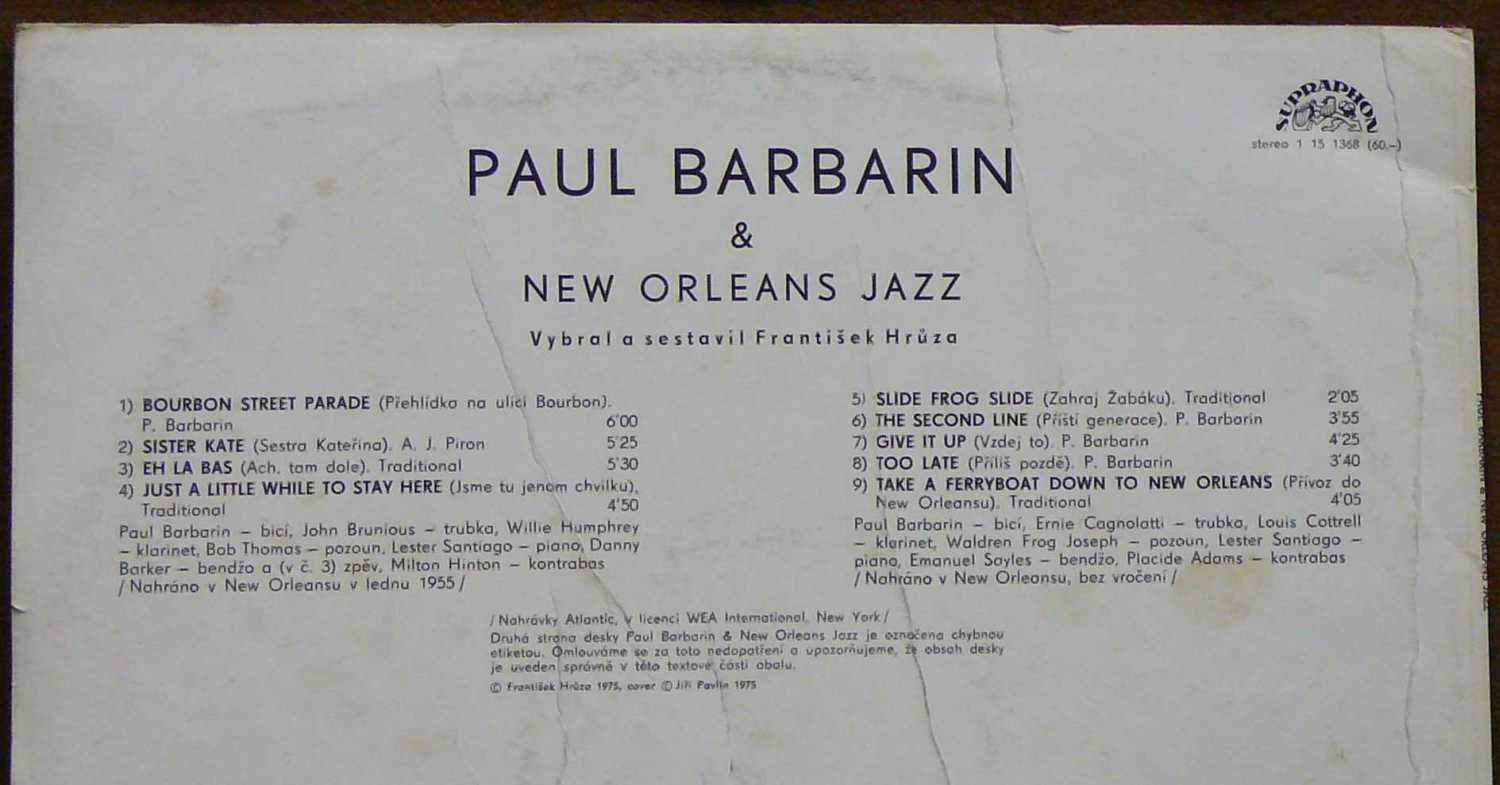 SUPRAPHON
stereo 1 15 1368 (60,–)
PAUL BARBARIN
&
NEW ORLEANS JAZZ
Vybral a sestavil František Hrůza
1) BOURBON STREET PARADE (Přehlídka na ulici Bourbon).
P. Barbarin 6'00
2) SISTER KATE (Sestra Kateřina). A. J. Piron 5'25
3) EH LA BAS (Ach, tam dole). Traditional 5'30
4) JUST A LITTLE WHILE TO STAY HERE (Jsme tu jenom chvilku),
Traditional 4'50
Paul Barbarin – bicí, John Brunious – trubka, Willie Humphrey
– klarinet, Bob Thomas – pozoun, Lester Santiago – piano, Danny
Barker – bendžo a (v č. 3) zpěv, Milton Hinton – kontrabas
/Nahráno v New Orleansu v lednu 1955/
5) SLIDE FROG SLIDE (Zahraj Žabáku). Traditional 2'05
6) THE SECOND LINE (Příští generace). P. Barbarin 3'55
7) GIVE IT UP (Vzdej to). P. Barbarin 4'25
8) TOO LATE (Příliš pozdě). P. Barbarin 3'40
9) TAKE A FERRYBOAT DOWN TO NEW ORLEANS (Přívoz do
New Orleansu). Traditional 4'05
Paul Barbarin – bicí, Ernie Cagnolatti – trubka, Louis Cottrell
– klarinet, Waldren Frog Joseph – pozoun, Lester Santiago –
piano, Emanuel Sayles – bendžo, Placide Adams – kontrabas
/Nahráno v New Orleansu, bez vročení/
/Nahrávky Atlantic, v licenci WEA International, New York/
Druhá strana desky Paul Barbarin & New Orleans Jazz je označena chybnou
etiketou. Omlouváme se za toto nedopatření a upozorňujeme, že obsah desky
je uveden správně v této textové části obalu.
© František Hrůza 1975, cover © Jiří Pavlín 1975